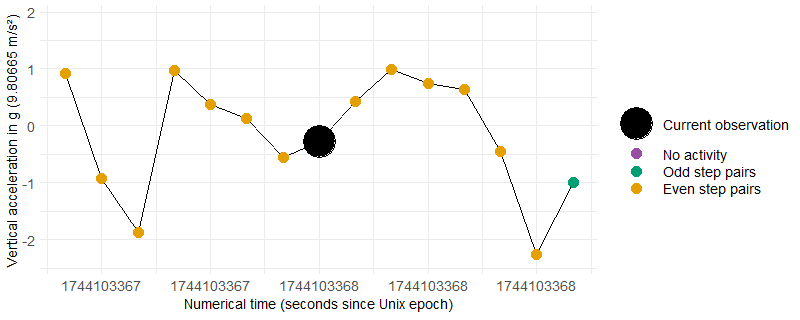 Vertical acceleration in g (9.80665 m/s²)
2
1
0
-1
-2
1744103367
1744103367
1744103368
1744103368
1744103368
Numerical time (seconds since Unix epoch)
Current observation
No activity
Odd step pairs
Even step pairs